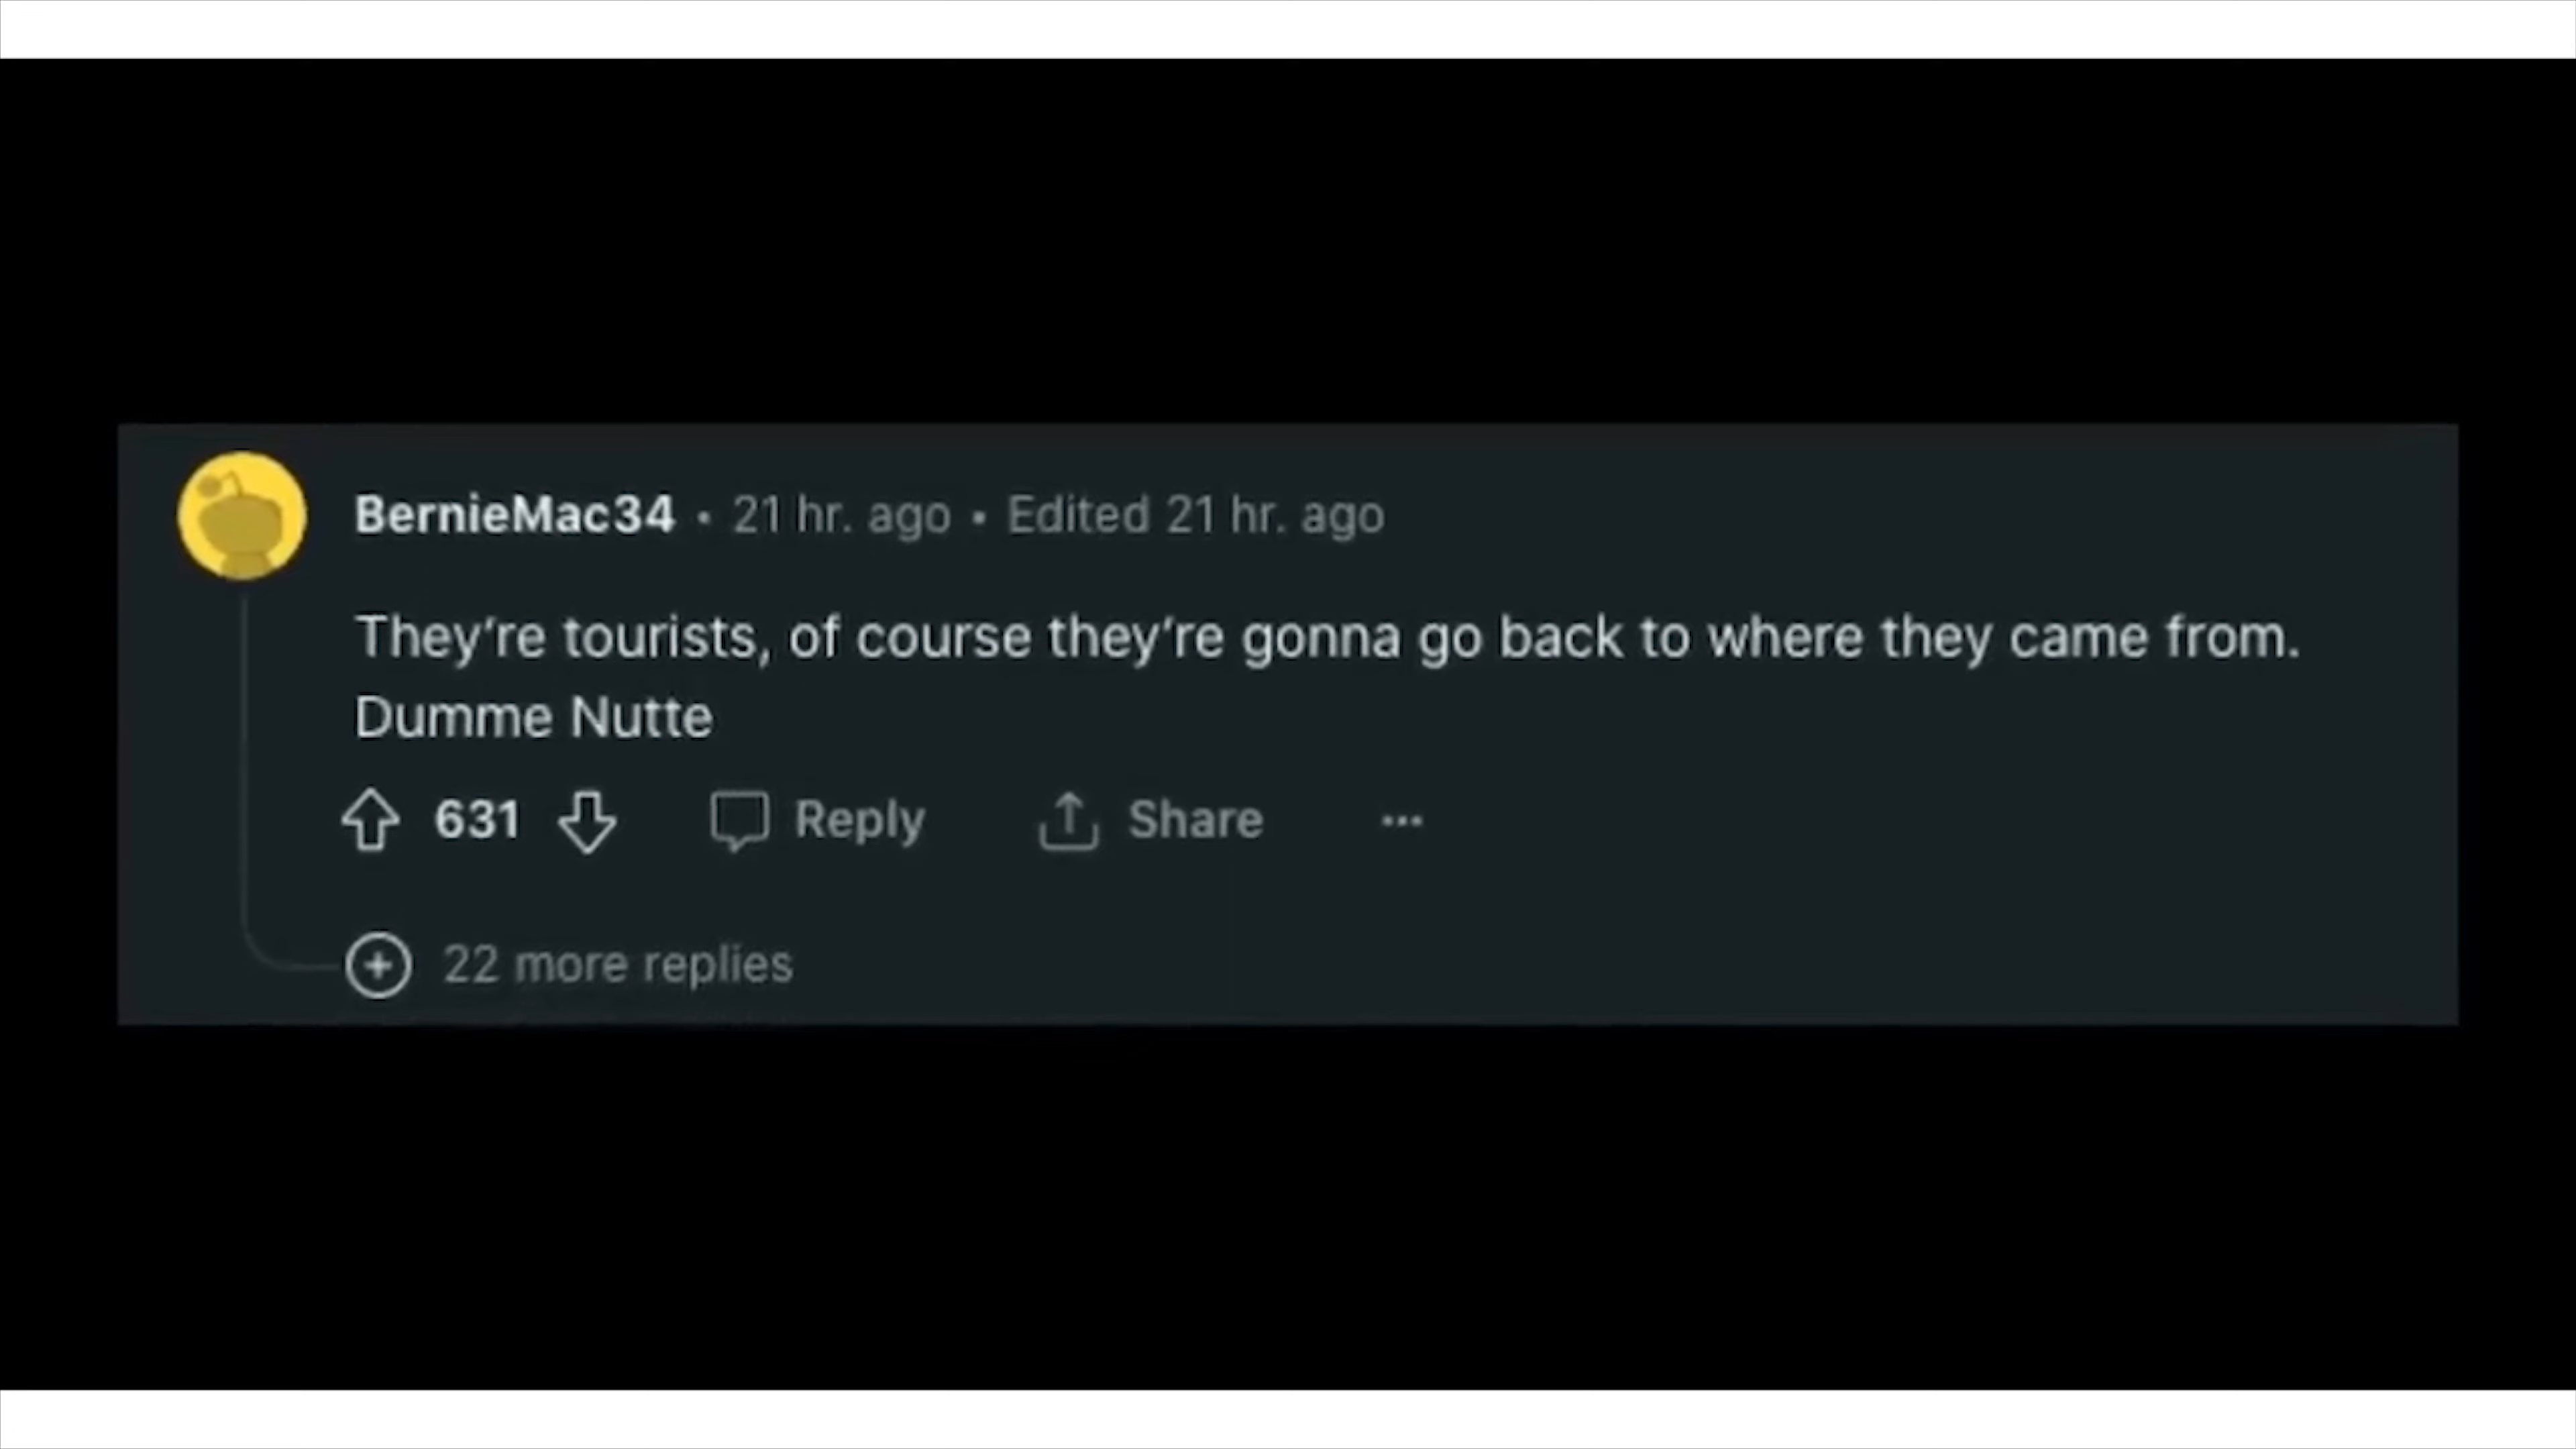 BernieMac34 • 21 hr. ago • Edited 21 hr. ago
They're tourists, of course they're gonna go back to where they came from.
Dumme Nutte
631 Reply Share ...
22 more replies